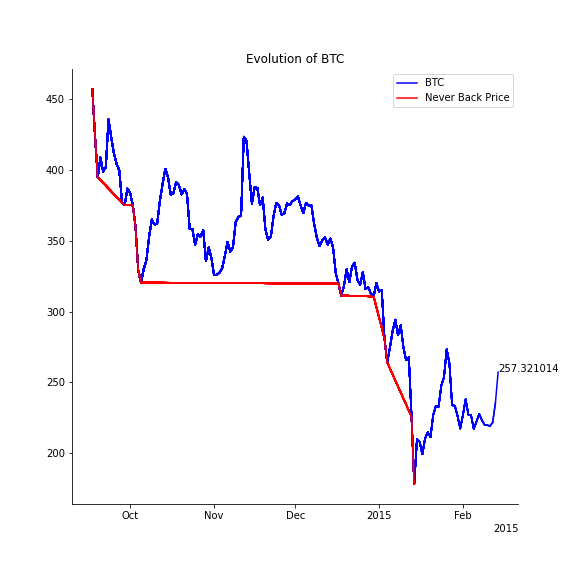 Evolution of BTC
BTC
Never Back Price
450
400
350
300
250
200
257.321014
Oct
Nov
Dec
2015
Feb
2015